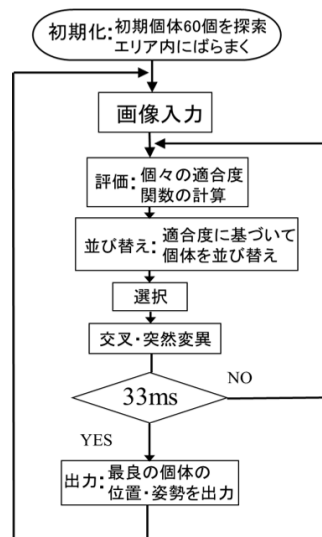 初期化:初期個体60個を探索
エリア内にばらまく
画像入力
評価:個々の適合度
関数の計算
並び替え:適合度に基づいて
個体を並び替え
選択
交叉・突然変異
33ms
NO
YES
出力:最良の個体の
位置・姿勢を出力